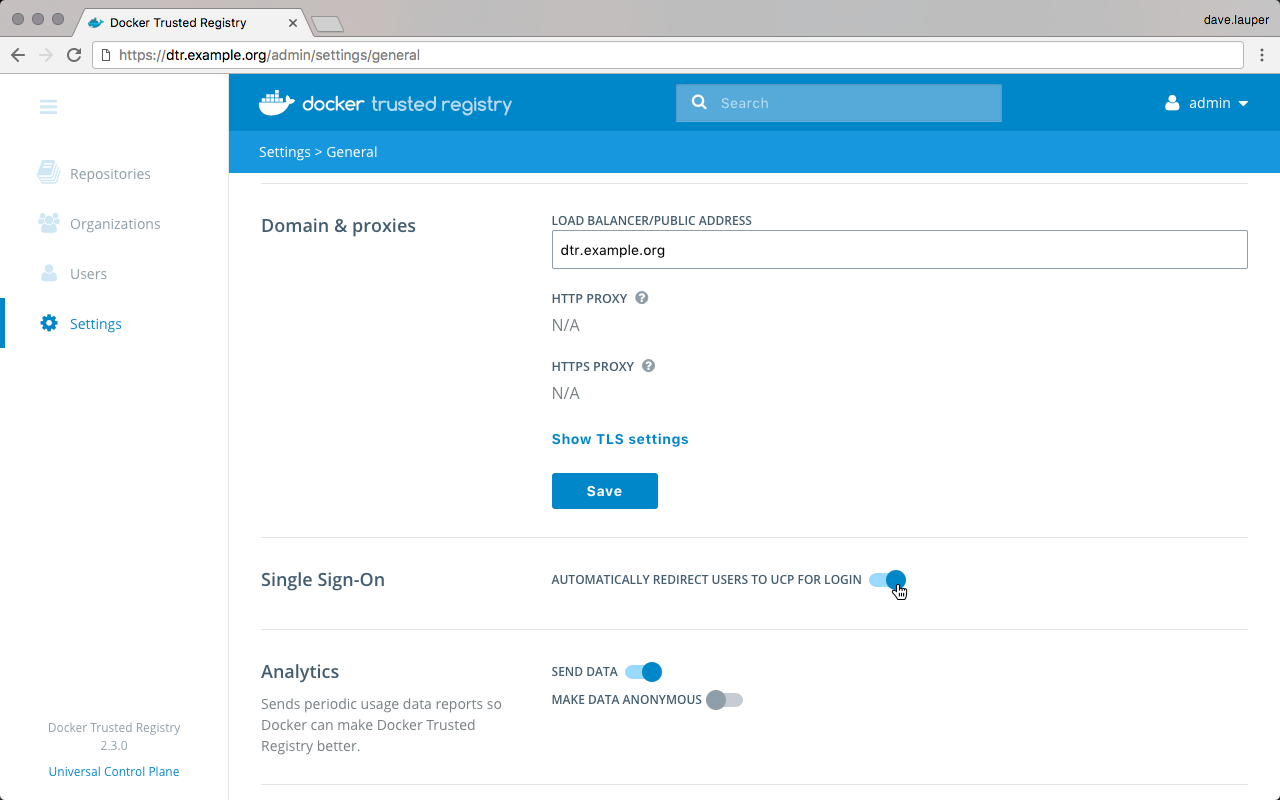 Docker Trusted Registry
dave.lauper
https://dtr.example.org/admin/settings/general
docker trusted registry
Search
admin
Settings > General
Repositories
Organizations
Users
Settings
Docker Trusted Registry
2.3.0
Universal Control Plane
Domain & proxies
LOAD BALANCER/PUBLIC ADDRESS
dtr.example.org
HTTP PROXY ?
N/A
HTTPS PROXY ?
N/A
Show TLS settings
Save
Single Sign-On
AUTOMATICALLY REDIRECT USERS TO UCP FOR LOGIN
Analytics
Sends periodic usage data reports so
Docker can make Docker Trusted
Registry better.
SEND DATA
MAKE DATA ANONYMOUS